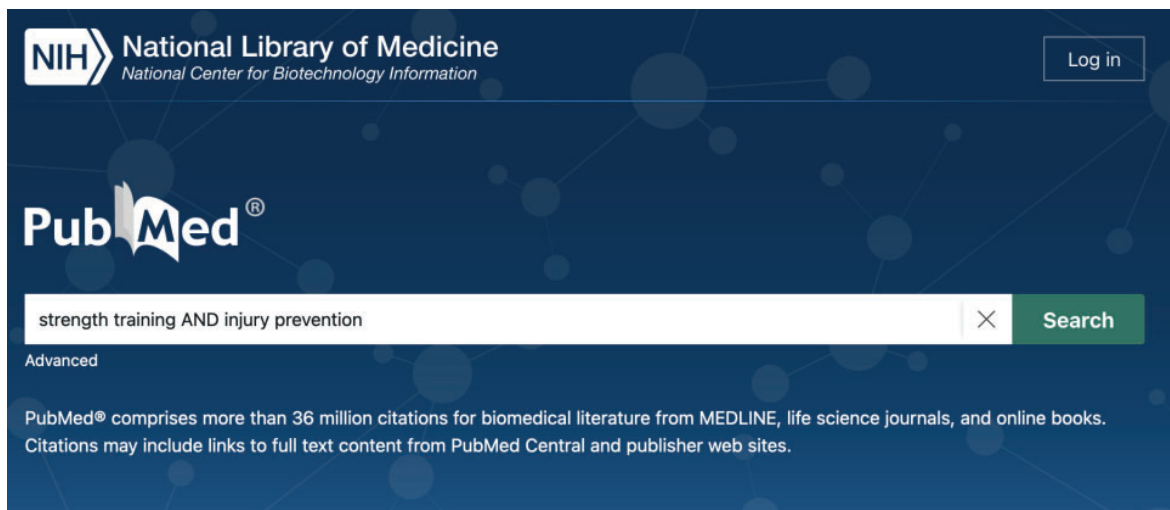 NIH National Library of Medicine
National Center for Biotechnology Information
Log in
PubMed®
strength training AND injury prevention
Search
Advanced
PubMed® comprises more than 36 million citations for biomedical literature from MEDLINE, life science journals, and online books.
Citations may include links to full text content from PubMed Central and publisher web sites.